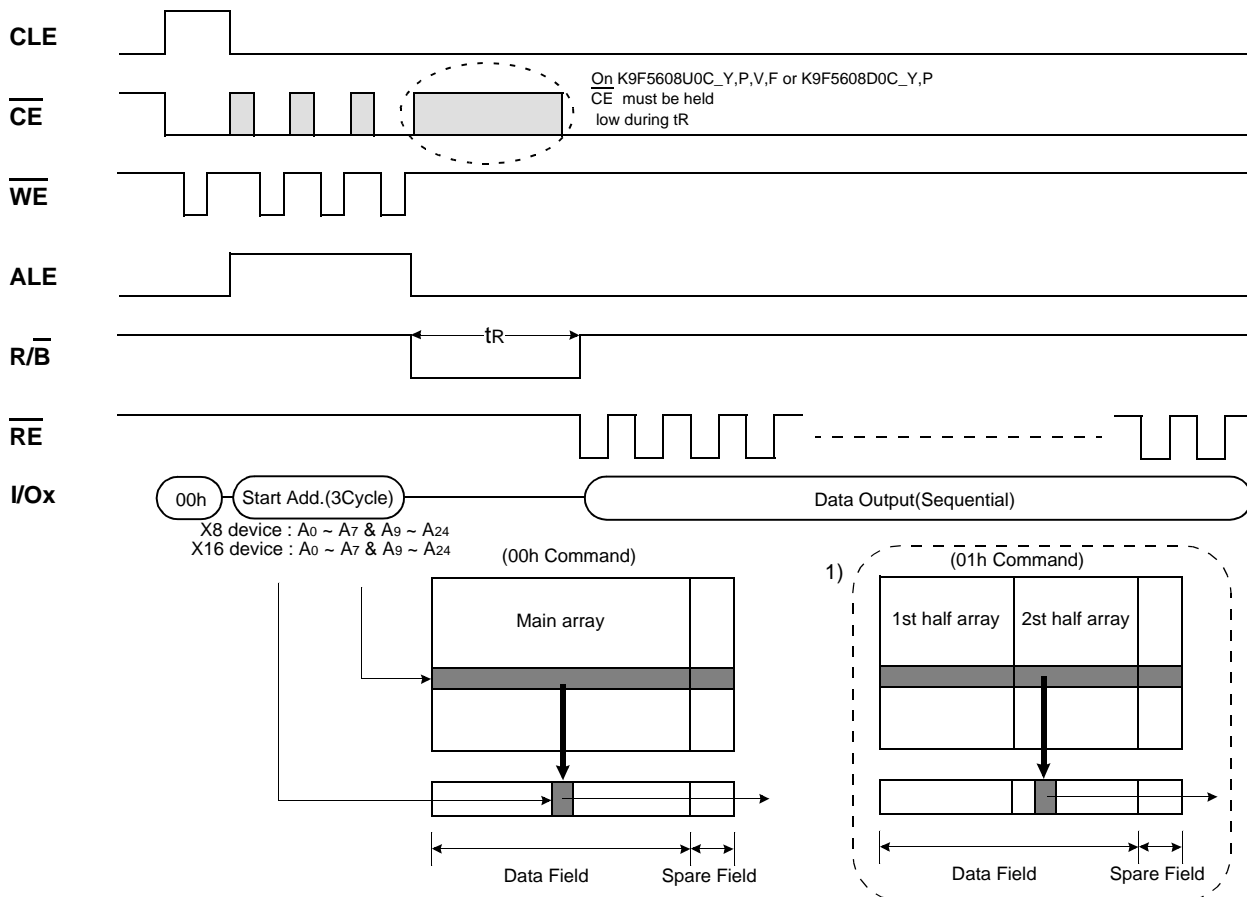 CLE
On K9F5608U0C_Y,P,V,F or K9F5608D0C_Y,P
CE must be held
low during tR
CE
WE
ALE
R/B
tR
RE
I/Ox
00h
Start Add.(3Cycle)
Data Output(Sequential)
X8 device : A0 ~ A7 & A9 ~ A24
X16 device : A0 ~ A7 & A9 ~ A24
(00h Command)
Main array
Data Field
Spare Field
1)
(01h Command)
1st half array
2st half array
Data Field
Spare Field